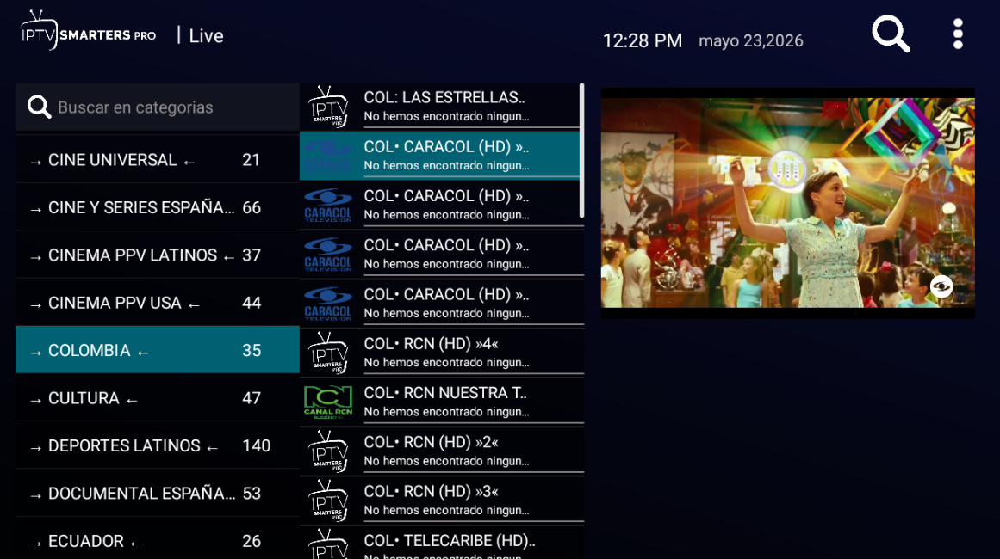 IPTV SMARTERS PRO | Live
12:28 PM mayo 23,2026
Buscar en categorias
→ CINE UNIVERSAL ← 21
→ CINE Y SERIES ESPAÑA... 66
→ CINEMA PPV LATINOS ← 37
→ CINEMA PPV USA ← 44
→ COLOMBIA ← 35
→ CULTURA ← 47
→ DEPORTES LATINOS ← 140
→ DOCUMENTAL ESPAÑA... 53
→ ECUADOR ← 26
IPTV SMARTERS PRO
COL: LAS ESTRELLAS..
No hemos encontrado ningun...
CARACOL
COL• CARACOL (HD) »..
No hemos encontrado ningun...
CARACOL TELEVISION
COL• CARACOL (HD) »..
No hemos encontrado ningun...
CARACOL TELEVISION
COL• CARACOL (HD) »..
No hemos encontrado ningun...
CARACOL TELEVISION
COL• CARACOL (HD) »..
No hemos encontrado ningun...
IPTV SMARTERS PRO
COL• RCN (HD) »4«
No hemos encontrado ningun...
RCN
CANAL RCN
COL• RCN NUESTRA T..
No hemos encontrado ningun...
IPTV SMARTERS PRO
COL• RCN (HD) »2«
No hemos encontrado ningun...
IPTV SMARTERS PRO
COL• RCN (HD) »3«
No hemos encontrado ningun...
IPTV
COL• TELECARIBE (HD)..
No hemos encontrado ningun...